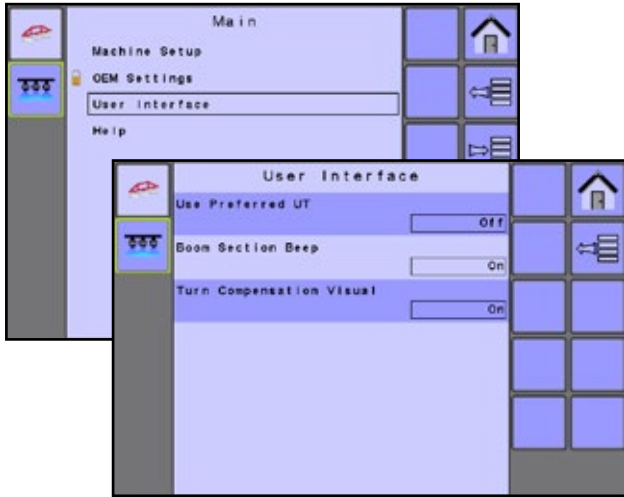 Main
Machine Setup
OEM Settings
User Interface
Help
User Interface
Use Preferred UT
Off
Boom Section Beep
On
Turn Compensation Visual
On